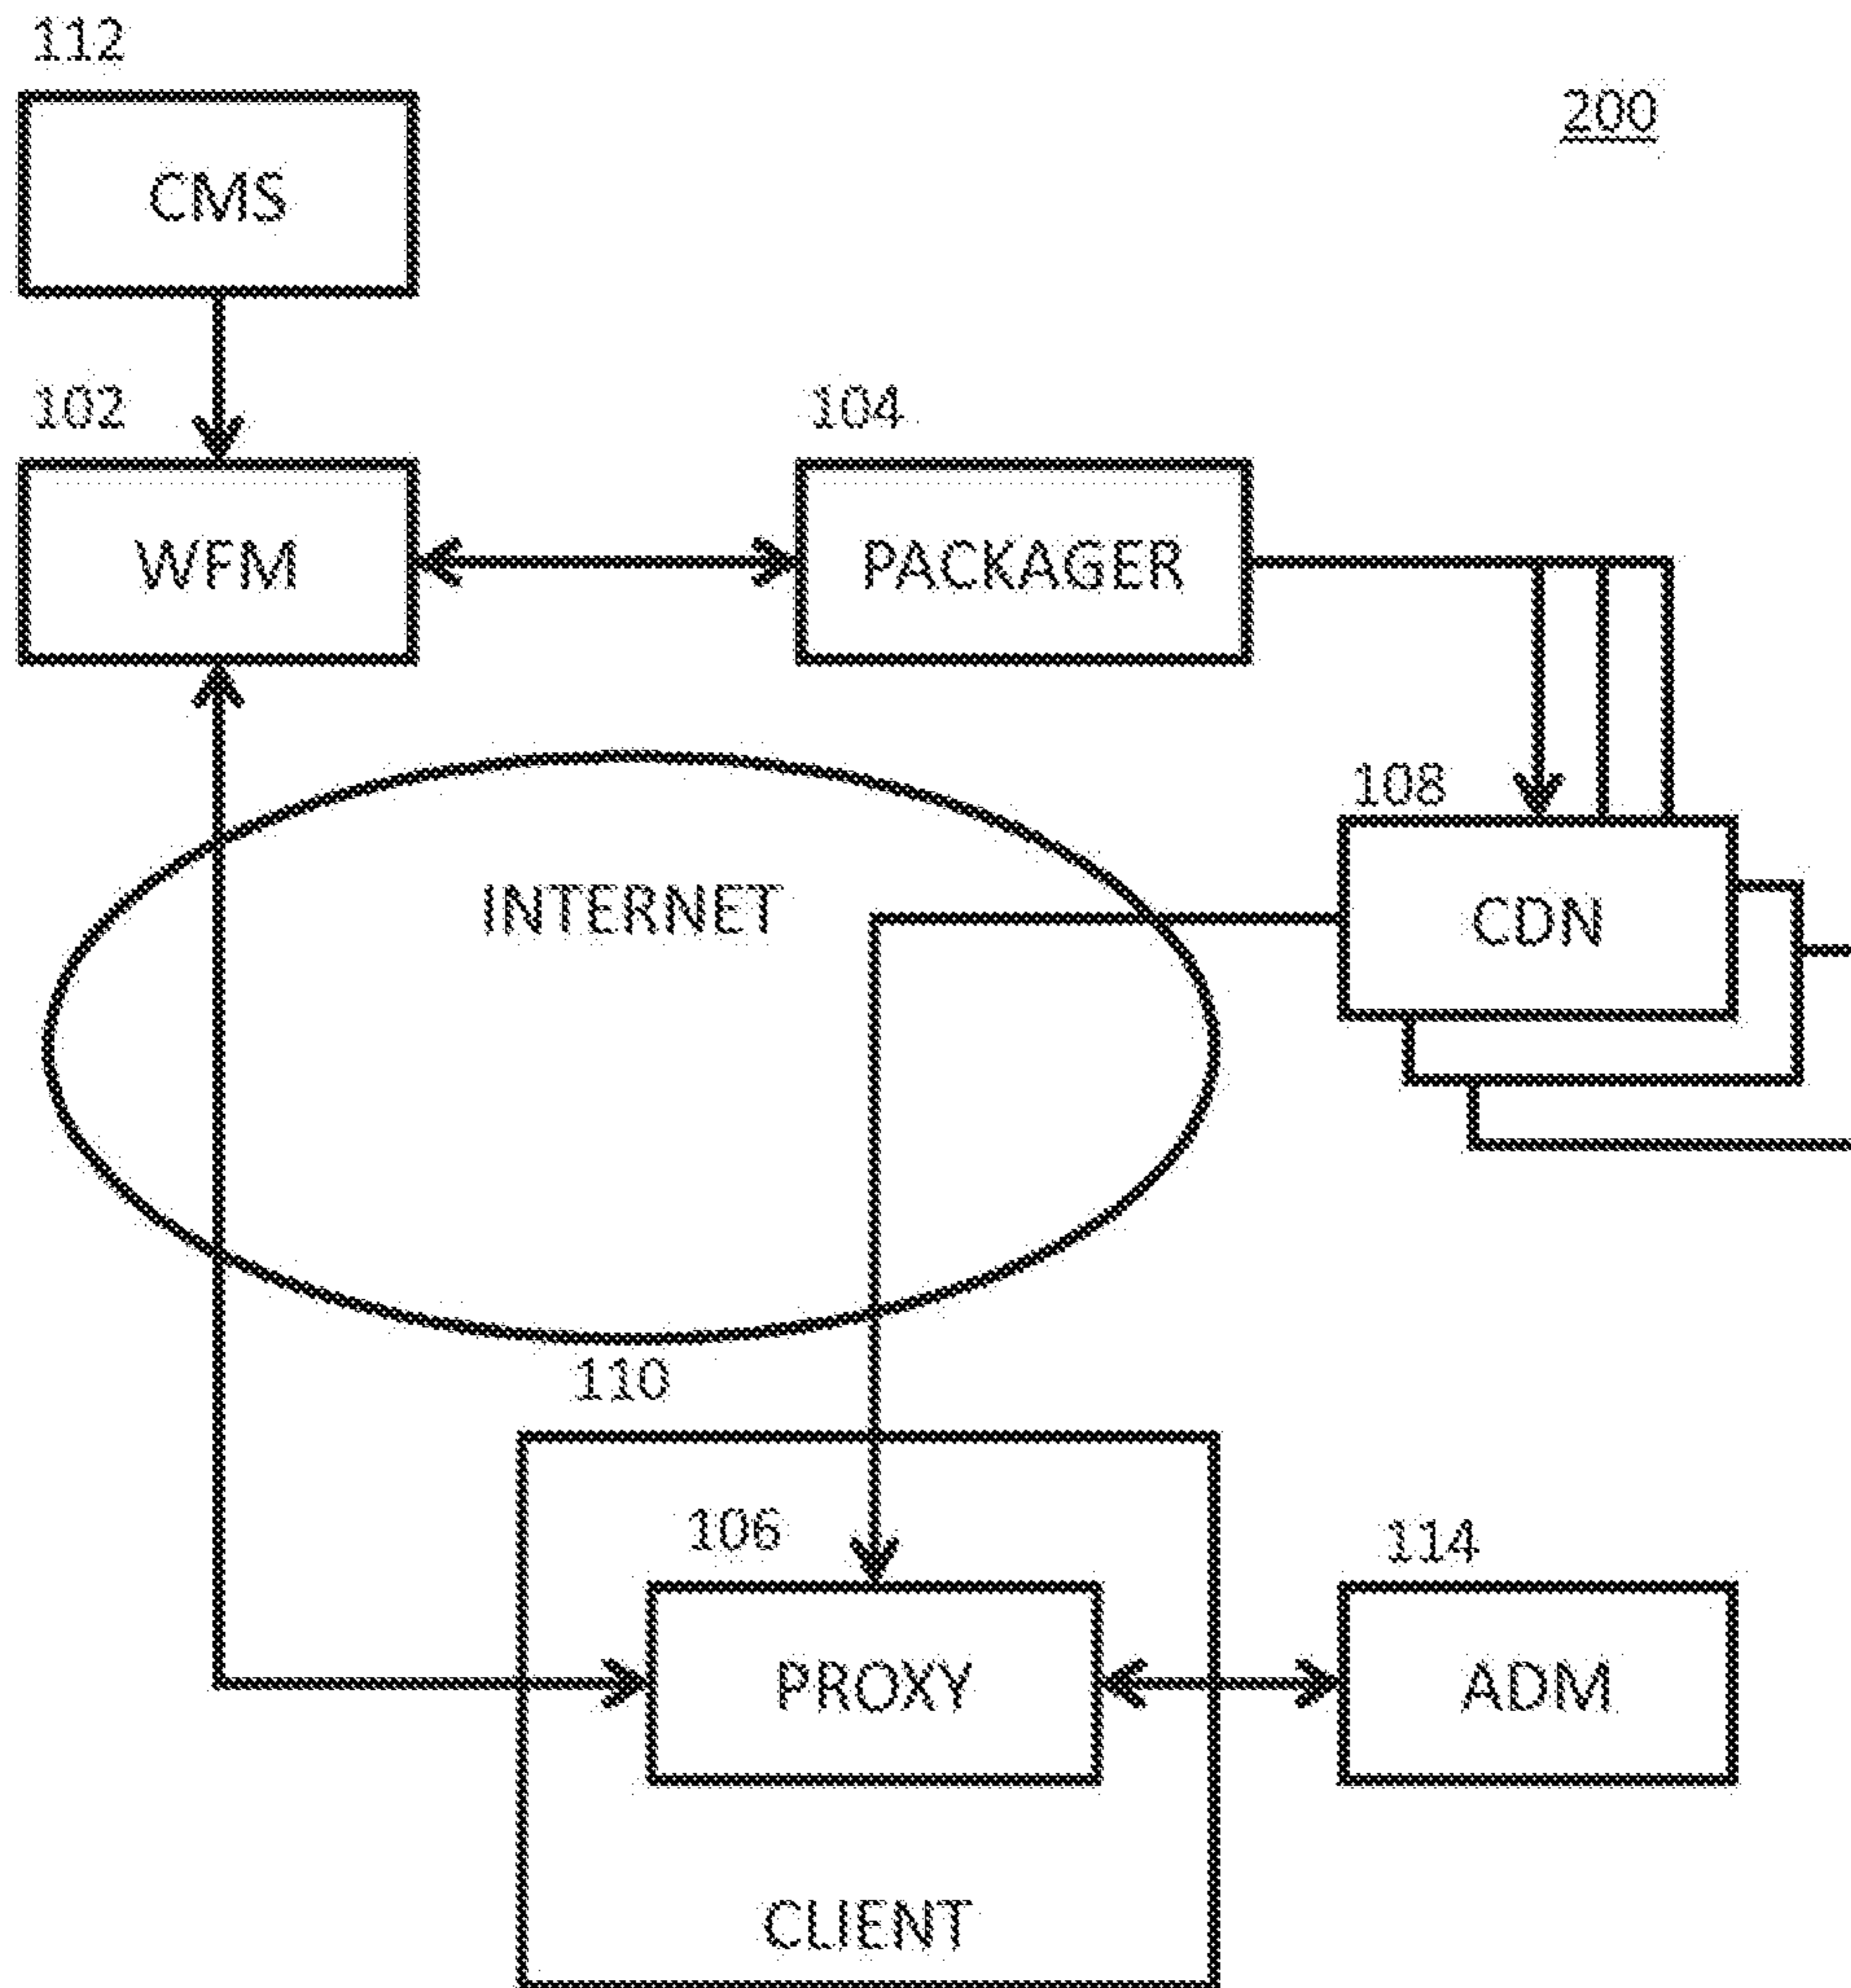 112
200
CMS
102
104
WFM
PACKAGER
108
INTERNET
CDN
110
106
114
PROXY
ADM
CLIENT